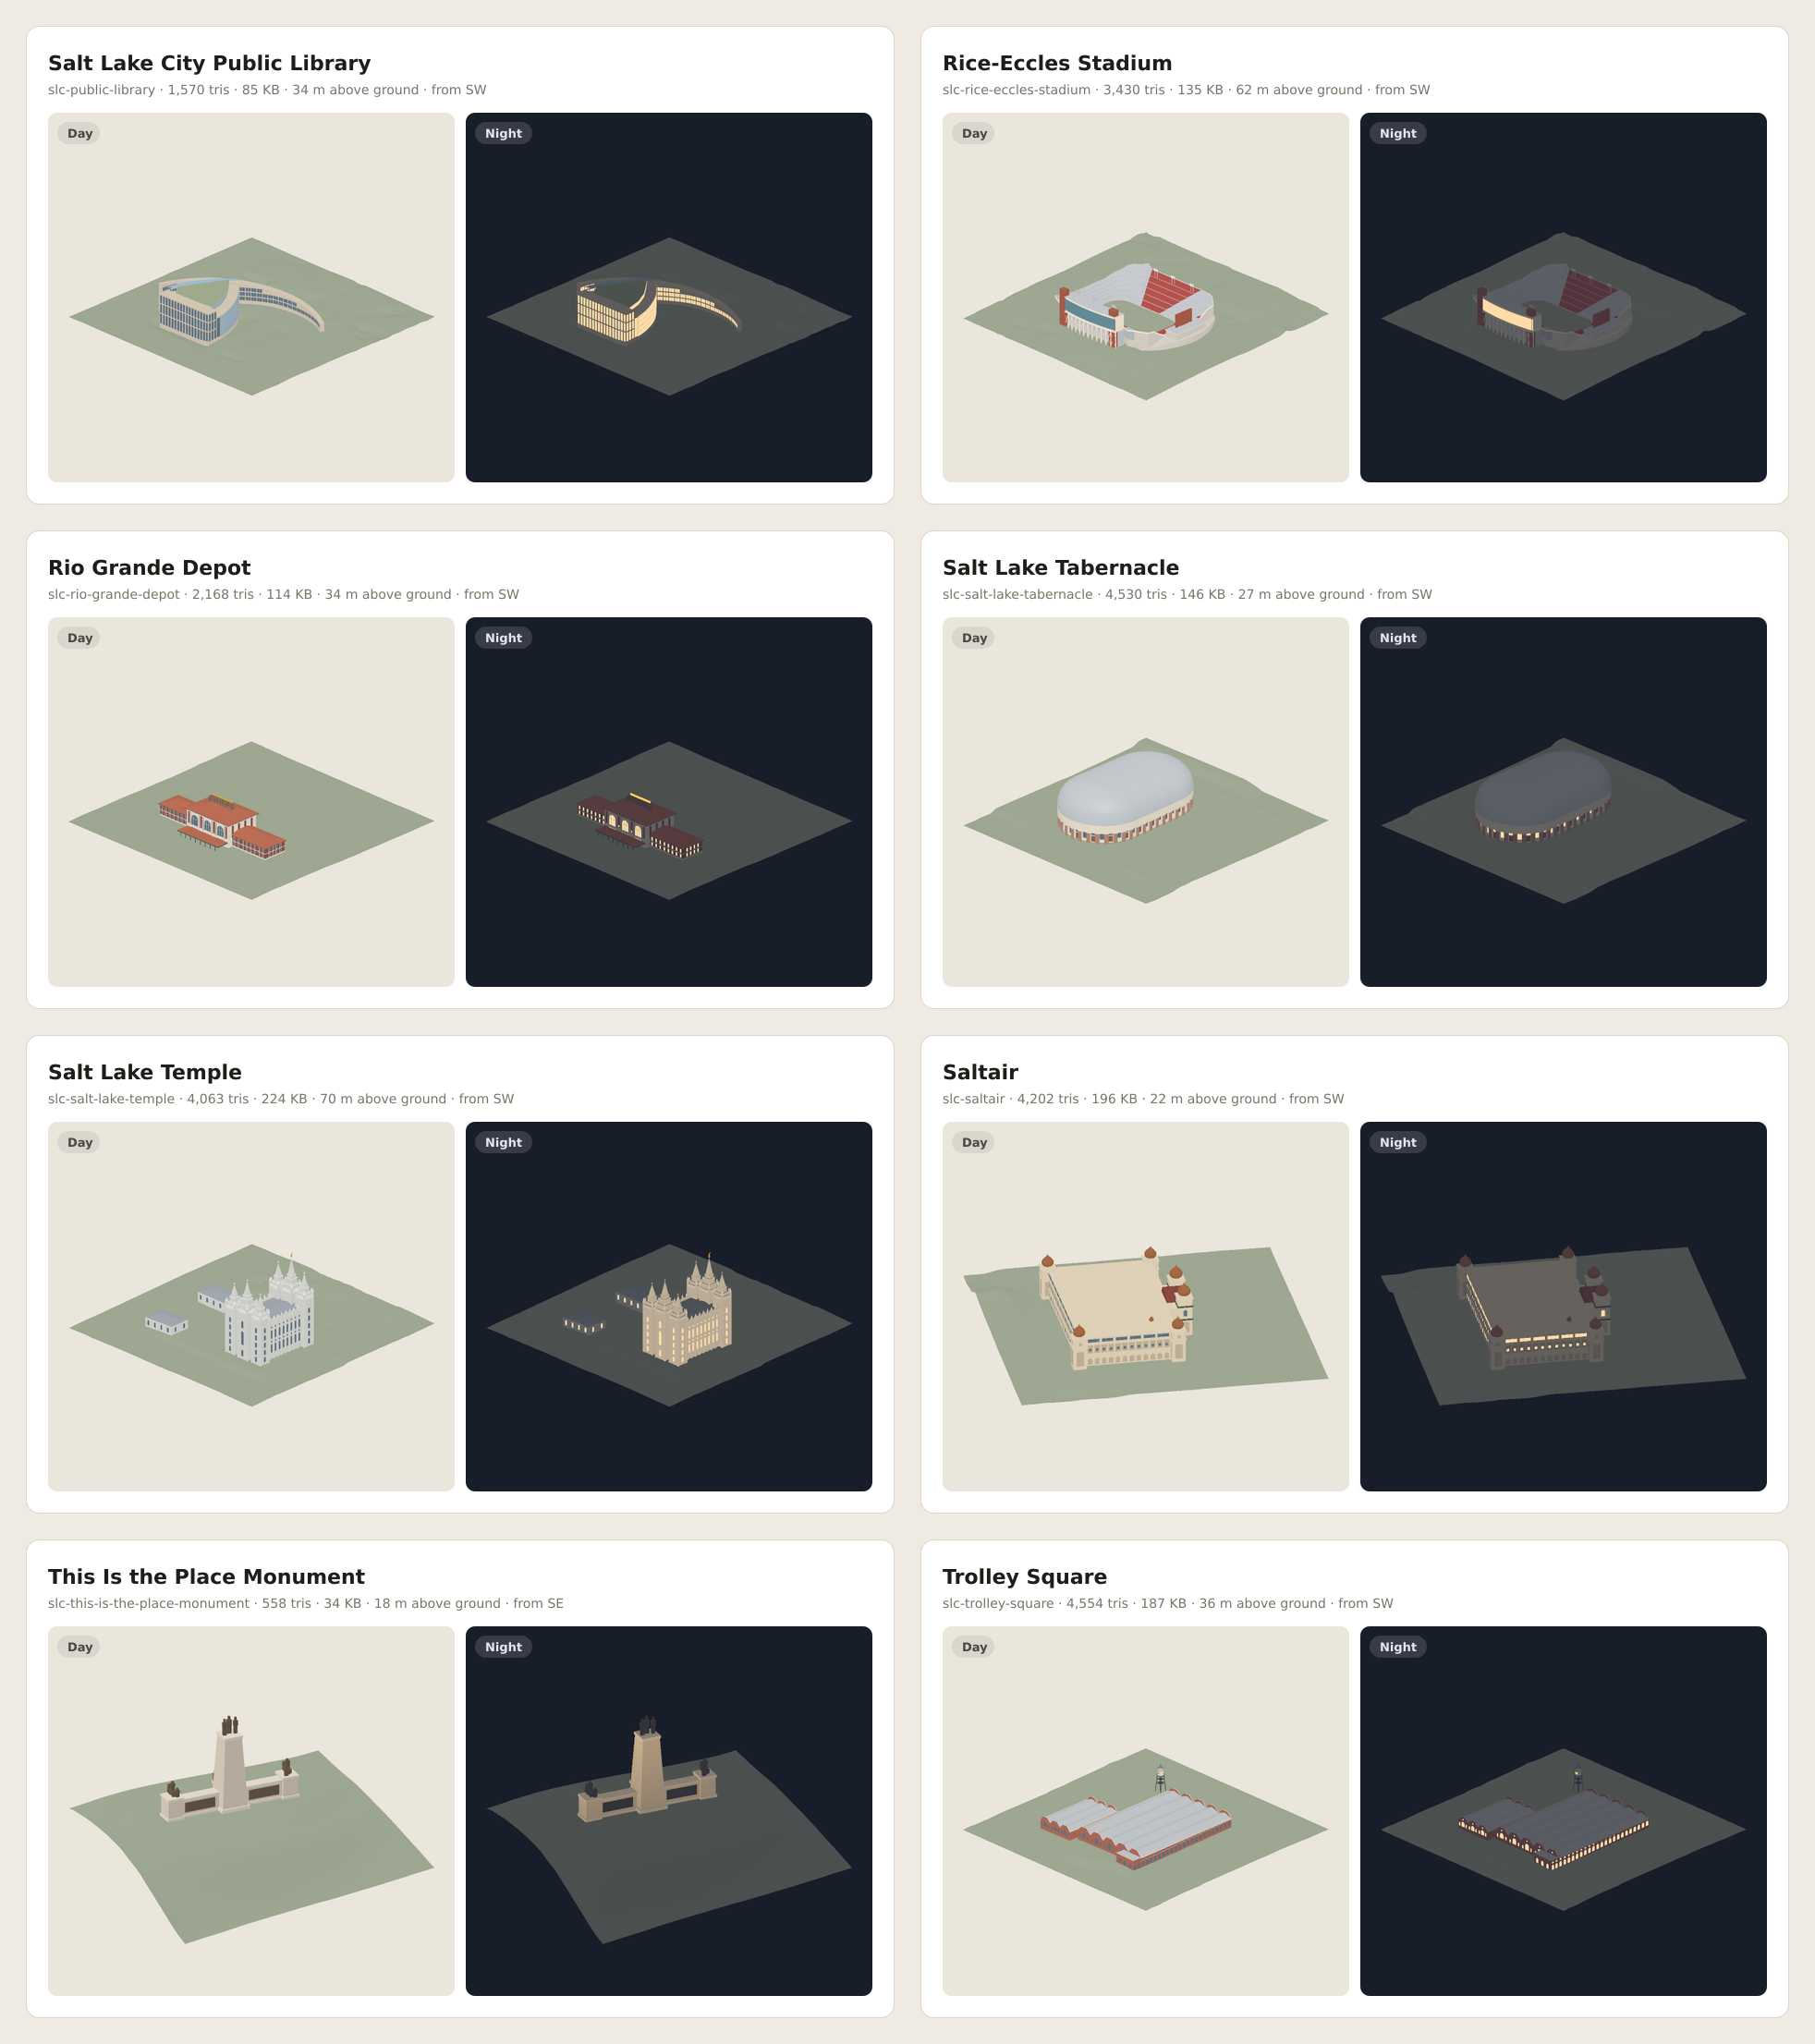 Salt Lake City Public Library
slc-public-library · 1,570 tris · 85 KB · 34 m above ground · from SW
Day
Night
Rice-Eccles Stadium
slc-rice-eccles-stadium · 3,430 tris · 135 KB · 62 m above ground · from SW
Day
Night
Rio Grande Depot
slc-rio-grande-depot · 2,168 tris · 114 KB · 34 m above ground · from SW
Day
Night
Salt Lake Tabernacle
slc-salt-lake-tabernacle · 4,530 tris · 146 KB · 27 m above ground · from SW
Day
Night
Salt Lake Temple
slc-salt-lake-temple · 4,063 tris · 224 KB · 70 m above ground · from SW
Day
Night
Saltair
slc-saltair · 4,202 tris · 196 KB · 22 m above ground · from SW
Day
Night
This Is the Place Monument
slc-this-is-the-place-monument · 558 tris · 34 KB · 18 m above ground · from SE
Day
Night
Trolley Square
slc-trolley-square · 4,554 tris · 187 KB · 36 m above ground · from SW
Day
Night